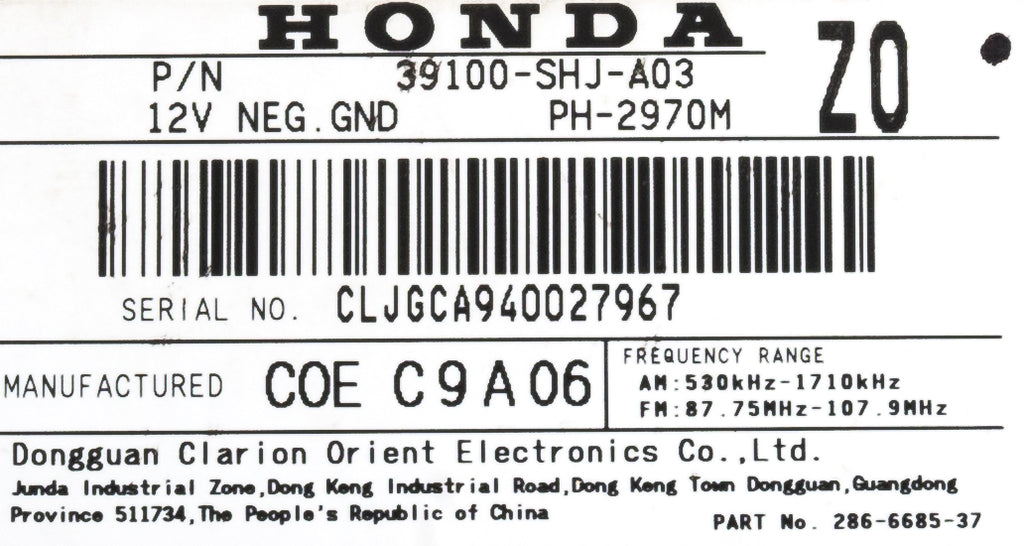 HONDA
P/N 39100-SHJ-A03 Z0
12V NEG.GND PH-2970M
SERIAL NO. CLJGCA940027967
MANUFACTURED COE C9A06
FREQUENCY RANGE
AM:530kHz-1710kHz
FM:87.75MHz-107.9MHz
Dongguan Clarion Orient Electronics Co.,Ltd.
Junda Industrial Zone,Dong Keng Industrial Road,Dong Keng Town Dongguan,Guangdong
Province 511734,The People's Republic of China
PART No. 286-6685-37